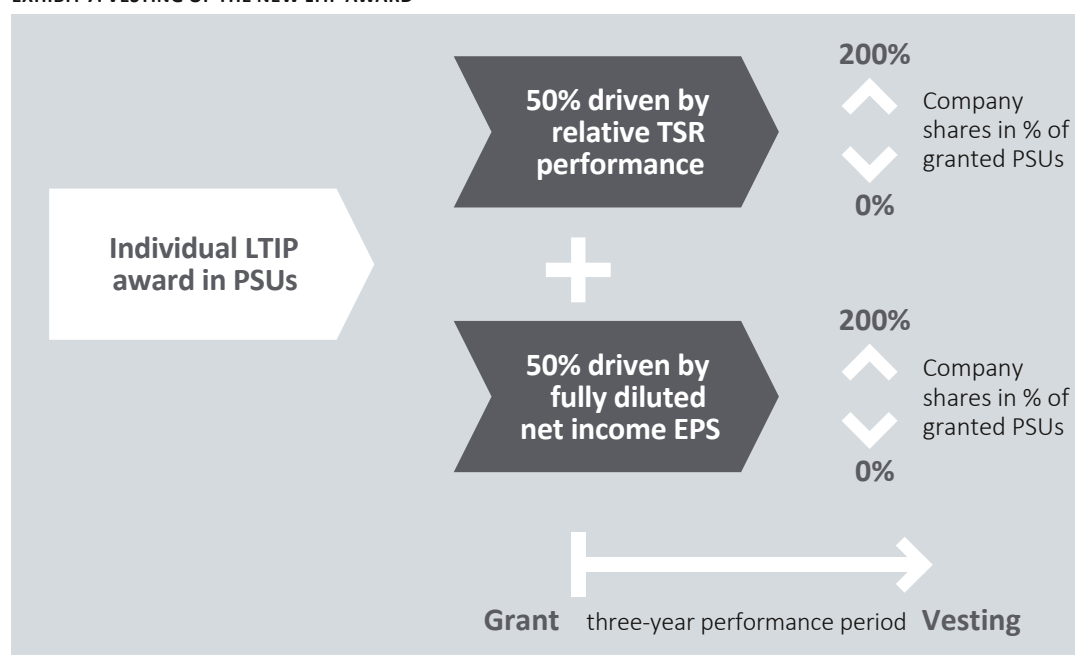 Individual LTIP
award in PSUs
50% driven by
relative TSR
performance
200%
0%
Company
shares in % of
granted PSUs
50% driven by
fully diluted
net income EPS
200%
0%
Company
shares in % of
granted PSUs
Grant three-year performance period Vesting